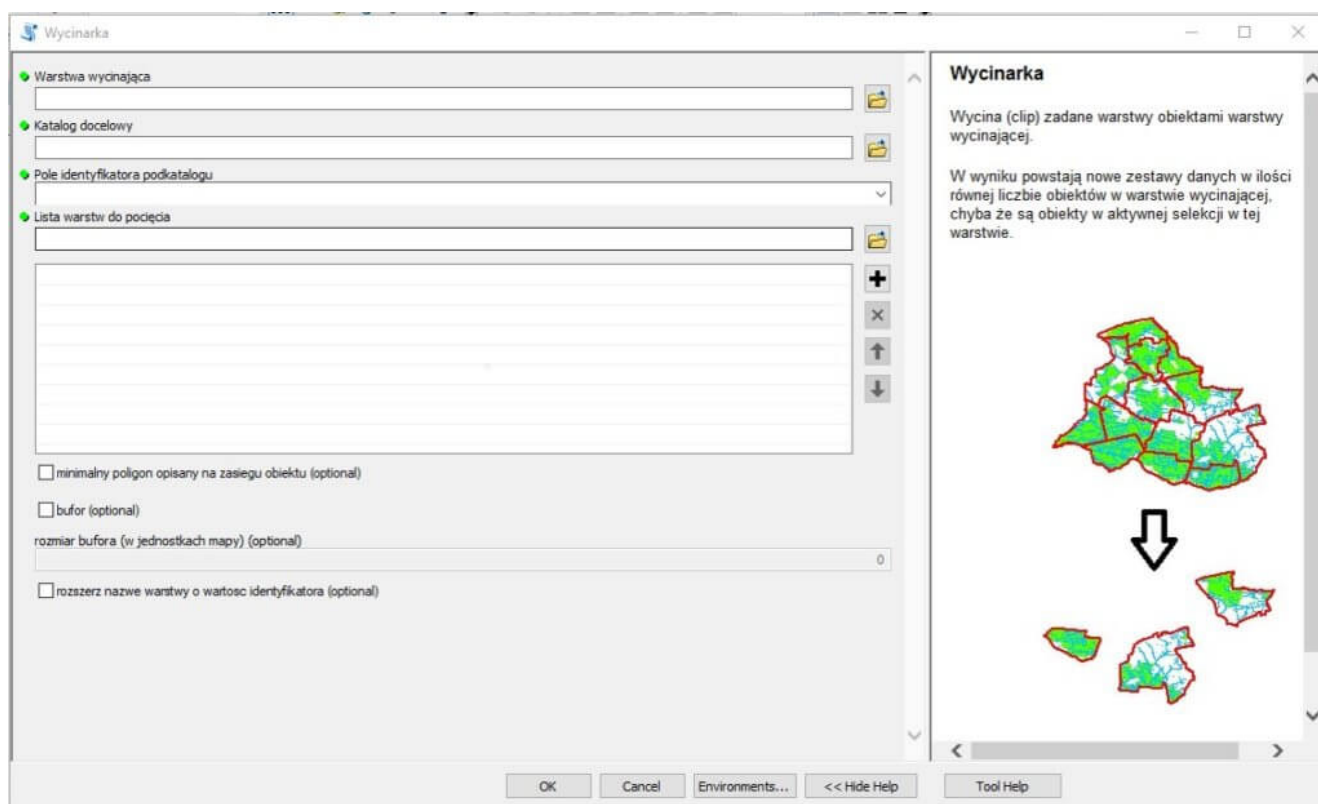 Wycinarka
Warstwa wycinająca
Katalog docelowy
Pole identyfikatora podkatalogu
Lista warstw do pocięcia
minimalny poligon opisany na zasiegu obiektu (optional)
bufor (optional)
rozmiar bufora (w jednostkach mapy) (optional)
0
rozszerz nazwe warstwy o wartosc identyfikatora (optional)
Wycinarka
Wycina (clip) zadane warstwy obiektami warstwy
wycinającej.
W wyniku powstają nowe zestawy danych w ilości
równej liczbie obiektów w warstwie wycinającej,
chyba że są obiekty w aktywnej selekcji w tej
warstwie.
OK
Cancel
Environments...
<< Hide Help
Tool Help